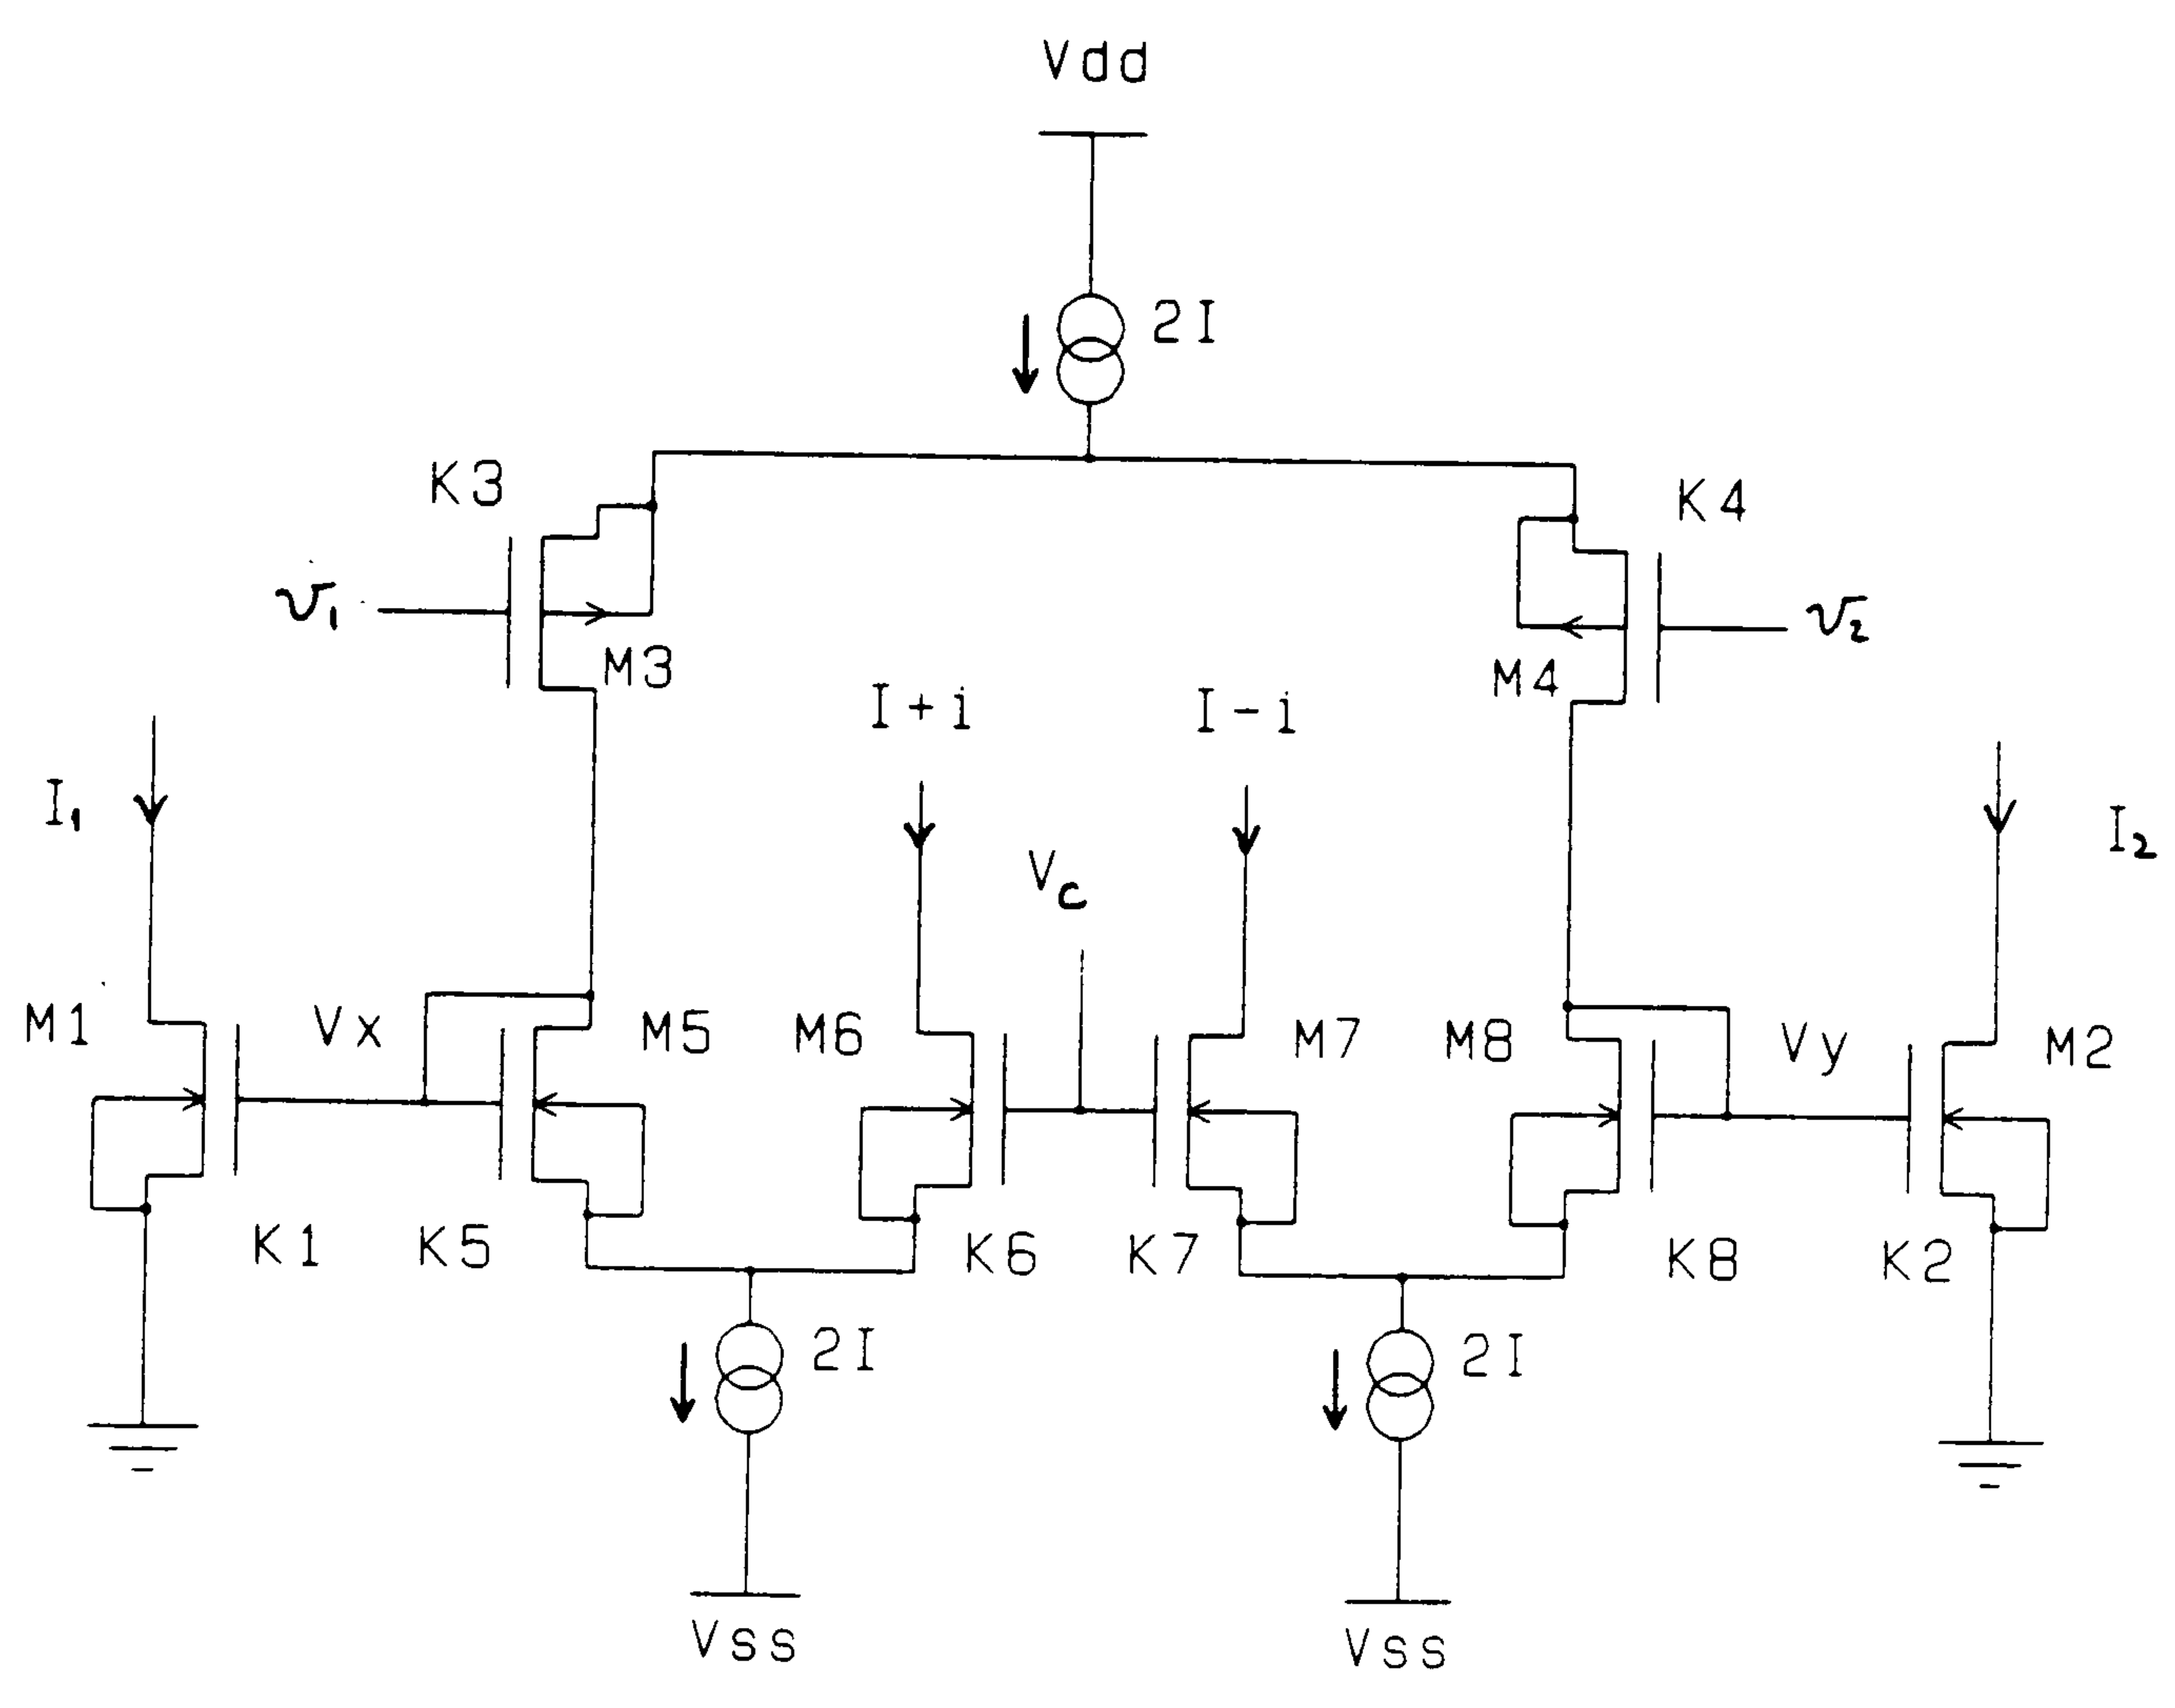 Vdd
2I
K3
K4
v₁
v₂
M3
M4
I+i
I-i
I₁
I₂
Vc
M1
Vx
M5
M6
M7
M8
Vy
M2
K1
K5
K6
K7
K8
K2
2I
2I
Vss
Vss